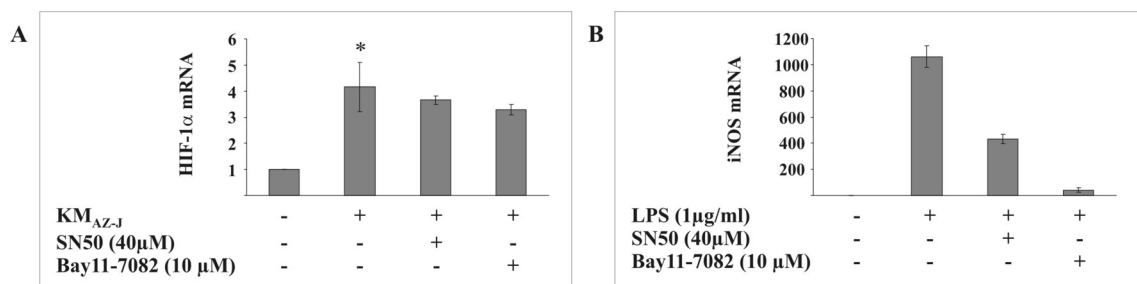 A
HIF-1α mRNA
6
5
4
3
2
1
*
KM_AZ-J - + + +
SN50 (40µM) - - + -
Bay11-7082 (10 µM) - - - +
B
iNOS mRNA
1200
1000
800
600
400
200
LPS (1µg/ml) - + + +
SN50 (40µM) - - + -
Bay11-7082 (10 µM) - - - +